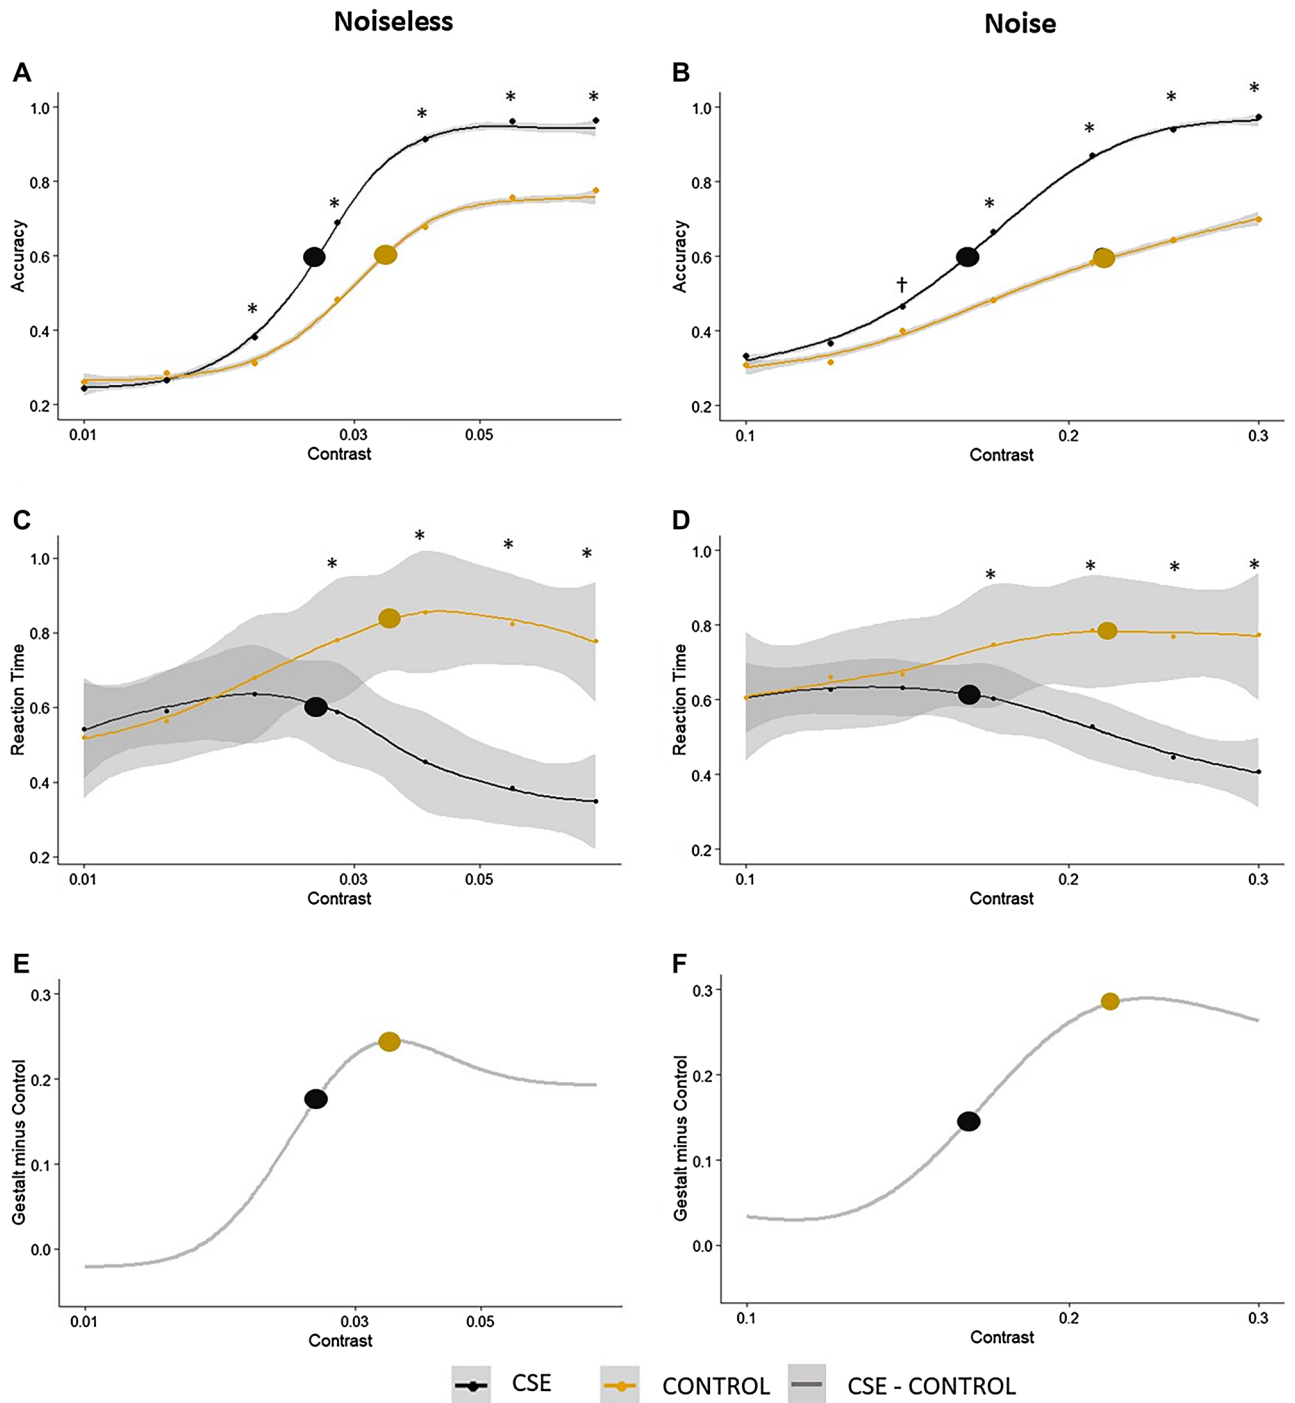 Noiseless
Noise
A
B
* * * * *
† * * * *
1.0
0.8
0.6
0.4
0.2
Accuracy
0.01 0.03 0.05
Contrast
1.0
0.8
0.6
0.4
0.2
Accuracy
0.1 0.2 0.3
Contrast
C
D
* * * *
* * * *
1.0
0.8
0.6
0.4
0.2
Reaction Time
0.01 0.03 0.05
Contrast
1.0
0.8
0.6
0.4
0.2
Reaction Time
0.1 0.2 0.3
Contrast
E
F
0.3
0.2
0.1
0.0
Gestalt minus Control
0.01 0.03 0.05
Contrast
0.3
0.2
0.1
0.0
Gestalt minus Control
0.1 0.2 0.3
Contrast
CSE CONTROL CSE - CONTROL